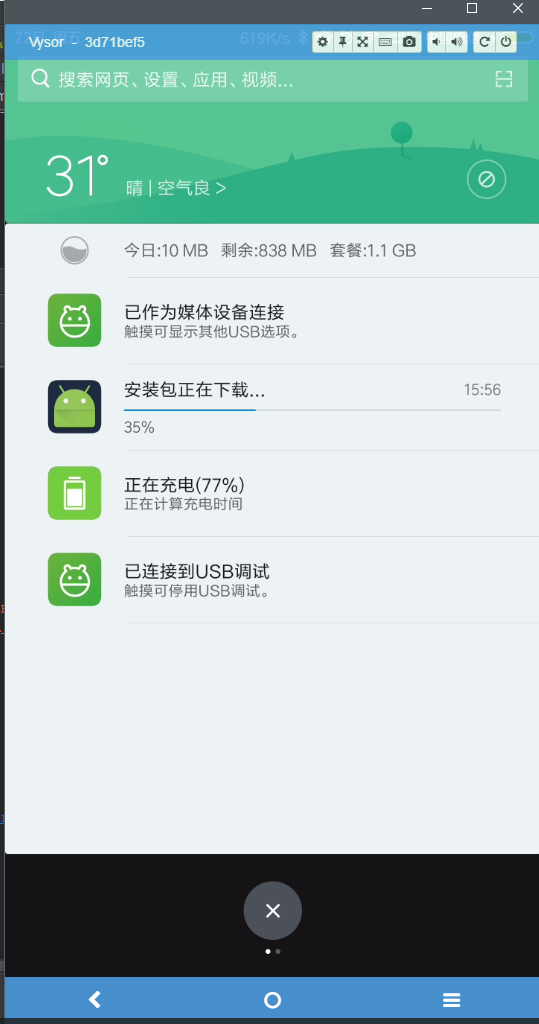 Vysor - 3d71bef5
619K/s
搜索网页、设置、应用、视频...
31°
晴 | 空气良 >
今日:10 MB 剩余:838 MB 套餐:1.1 GB
已作为媒体设备连接
触摸可显示其他USB选项。
安装包正在下载...
15:56
35%
正在充电(77%)
正在计算充电时间
已连接到USB调试
触摸可停用USB调试。